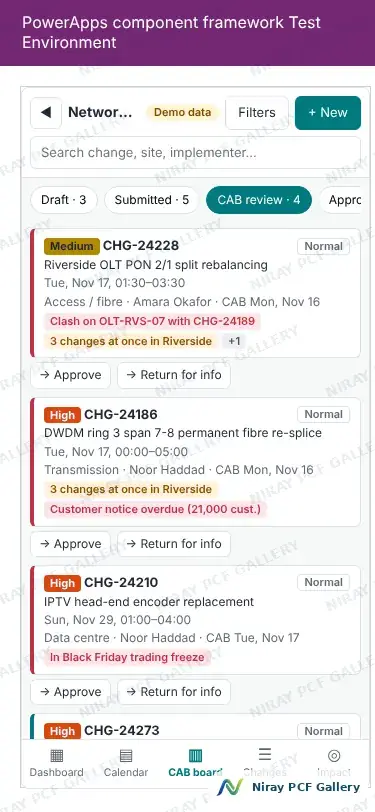 PowerApps component framework Test
Environment
◀ Networ... Demo data Filters + New
Search change, site, implementer...
Draft · 3 Submitted · 5 CAB review · 4 Appro
Medium CHG-24228 Normal
Riverside OLT PON 2/1 split rebalancing
Tue, Nov 17, 01:30–03:30
Access / fibre · Amara Okafor · CAB Mon, Nov 16
Clash on OLT-RVS-07 with CHG-24189
3 changes at once in Riverside +1
→ Approve → Return for info
High CHG-24186 Normal
DWDM ring 3 span 7-8 permanent fibre re-splice
Tue, Nov 17, 00:00–05:00
Transmission · Noor Haddad · CAB Mon, Nov 16
3 changes at once in Riverside
Customer notice overdue (21,000 cust.)
→ Approve → Return for info
High CHG-24210 Normal
IPTV head-end encoder replacement
Sun, Nov 29, 01:00–04:00
Data centre · Noor Haddad · CAB Tue, Nov 17
In Black Friday trading freeze
→ Approve → Return for info
High CHG-24273 Normal
Dashboard Calendar CAB board Changes Impact
Niray PCF Gallery
NIRAY PCF GALLERY